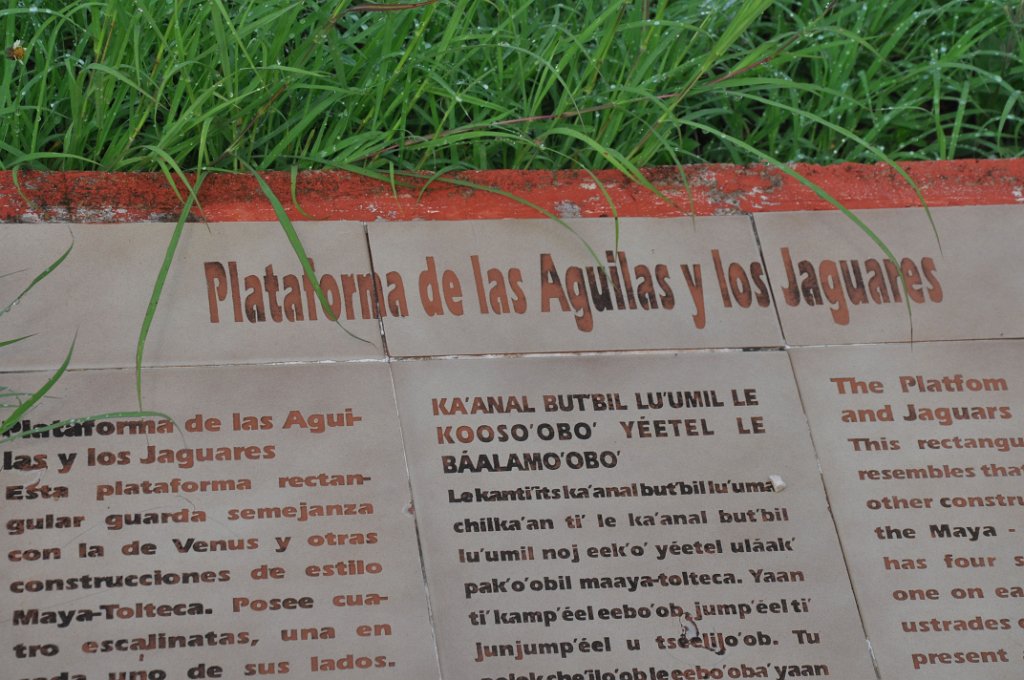 Plataforma de las Aguilas y los Jaguares
Plataforma de las Agui-
las y los Jaguares
Esta plataforma rectan-
gular guarda semejanza
con la de Venus y otras
construcciones de estilo
Maya-Tolteca. Posee cua-
tro escalinatas, una en
cada uno de sus lados.
KA'ANAL BUT'BIL LU'UMIL LE
KOOSO'OBO' YÉETEL LE
BÁALAMO'OBO'
Le kanti'its ka'anal but'bil lu'uma
chilka'an ti' le ka'anal but'bil
lu'umil noj eek'o' yéetel uláak'
pak'o'obil maaya-tolteca. Yaan
ti' kamp'éel eebo'ob, jump'éel ti'
junjump'éel u tseelijo'ob. Tu
The Platfom
and Jaguars
This rectangu
resembles that
other constru
the Maya -
has four s
one on ea
ustrades
present